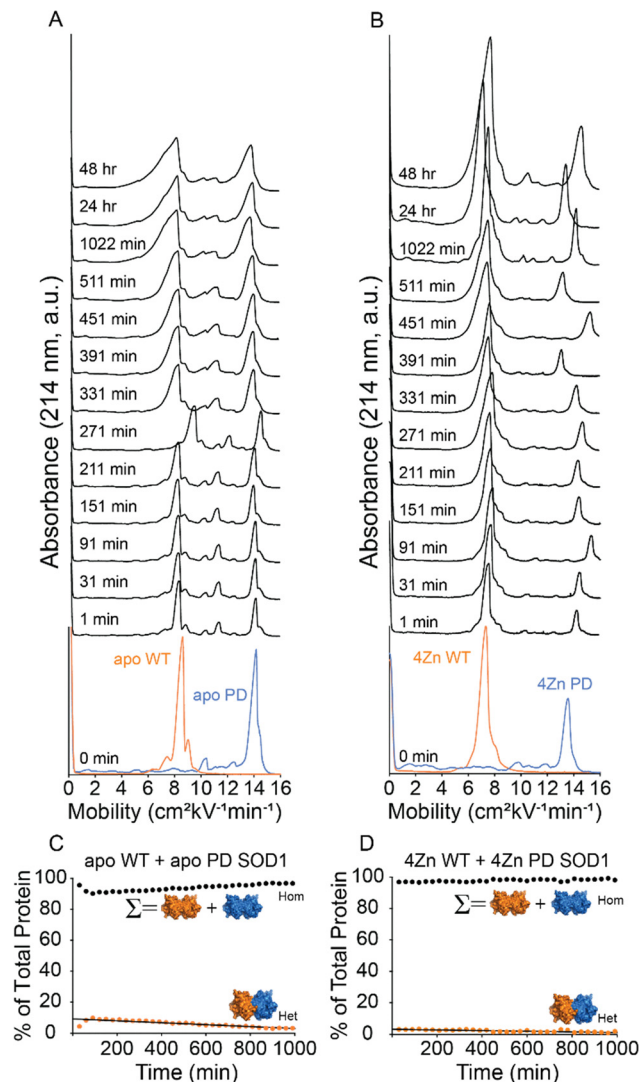 A
48 hr
24 hr
1022 min
511 min
451 min
391 min
331 min
271 min
211 min
151 min
91 min
31 min
1 min
apo WT
apo PD
0 min
Absorbance (214 nm, a.u.)
0 2 4 6 8 10 12 14 16
Mobility (cm²kV⁻¹min⁻¹)
B
48 hr
24 hr
1022 min
511 min
451 min
391 min
331 min
271 min
211 min
151 min
91 min
31 min
1 min
4Zn WT
4Zn PD
0 min
Absorbance (214 nm, a.u.)
0 2 4 6 8 10 12 14 16
Mobility (cm²kV⁻¹min⁻¹)
C
apo WT + apo PD SOD1
% of Total Protein
100
80
60
40
20
0
Σ= +
Hom
Het
0 200 400 600 800 1000
Time (min)
D
4Zn WT + 4Zn PD SOD1
% of Total Protein
100
80
60
40
20
0
Σ= +
Hom
Het
0 200 400 600 800 1000
Time (min)